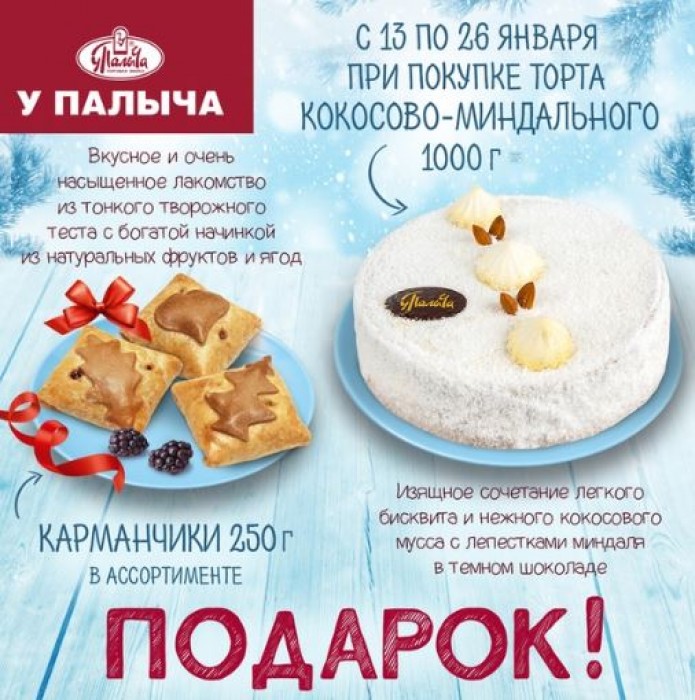 У Палыча
ТОРГОВАЯ МАРКА
У ПАЛЫЧА
С 13 ПО 26 ЯНВАРЯ
ПРИ ПОКУПКЕ ТОРТА
КОКОСОВО-МИНДАЛЬНОГО
1000 г
Вкусное и очень
насыщенное лакомство
из тонкого творожного
теста с богатой начинкой
из натуральных фруктов и ягод
У Палыча
КАРМАНЧИКИ 250 г
В АССОРТИМЕНТЕ
Изящное сочетание легкого
бисквита и нежного кокосового
мусса с лепестками миндаля
в темном шоколаде
ПОДАРОК!